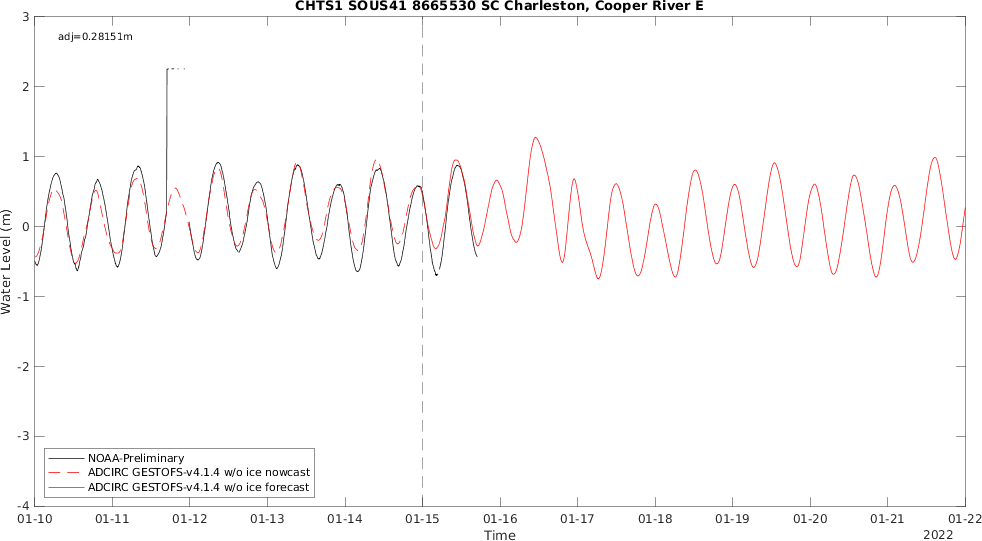 CHTS1 SOUS41 8665530 SC Charleston, Cooper River E
adj=0.28151m
3
2
1
0
-1
-2
-3
-4
Water Level (m)
NOAA-Preliminary
ADCIRC GESTOFS-v4.1.4 w/o ice nowcast
ADCIRC GESTOFS-v4.1.4 w/o ice forecast
01-10 01-11 01-12 01-13 01-14 01-15 01-16 01-17 01-18 01-19 01-20 01-21 01-22
Time
2022